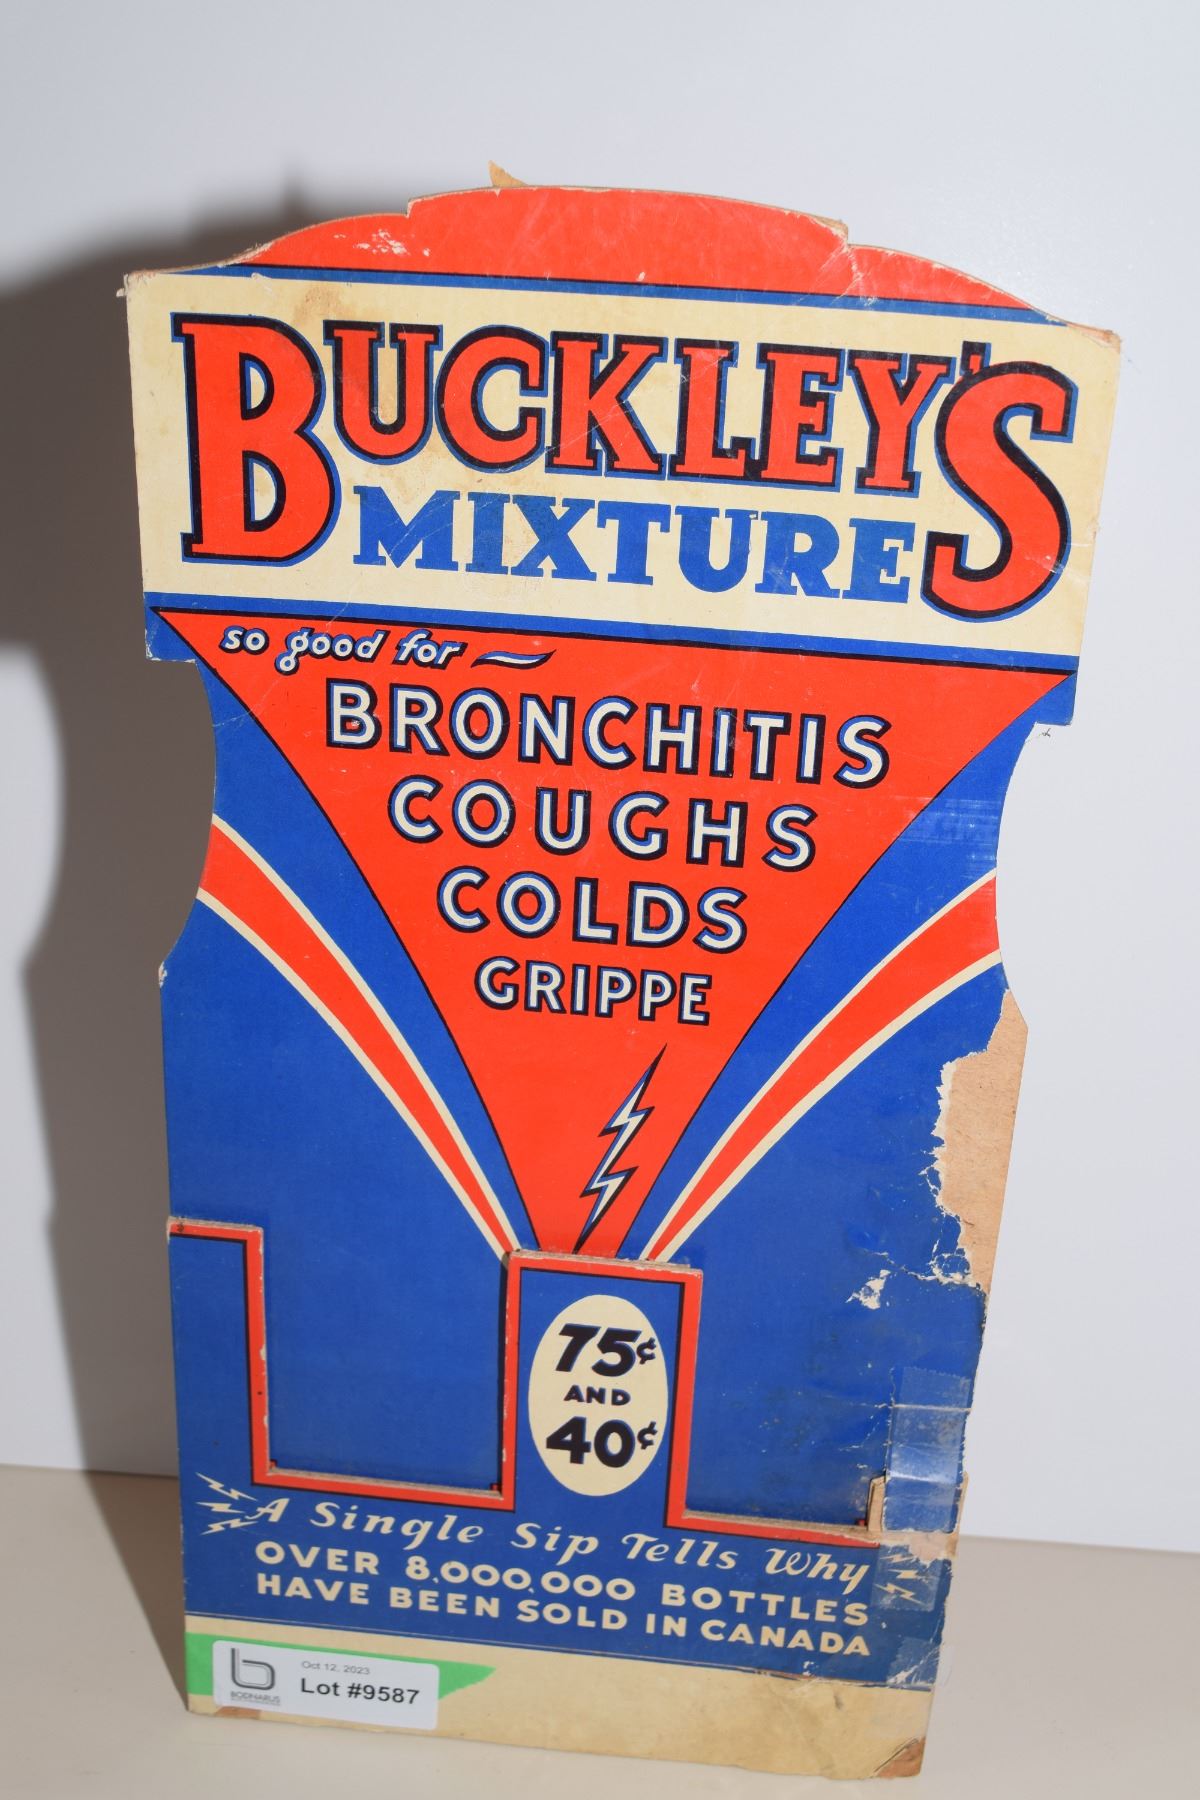 BUCKLEY'S
MIXTURE
so good for
BRONCHITIS
COUGHS
COLDS
GRIPPE
75¢
AND
40¢
A Single Sip Tells Why
OVER 8,000,000 BOTTLES
HAVE BEEN SOLD IN CANADA
Oct 12, 2023
Lot #9587
BODNARUS